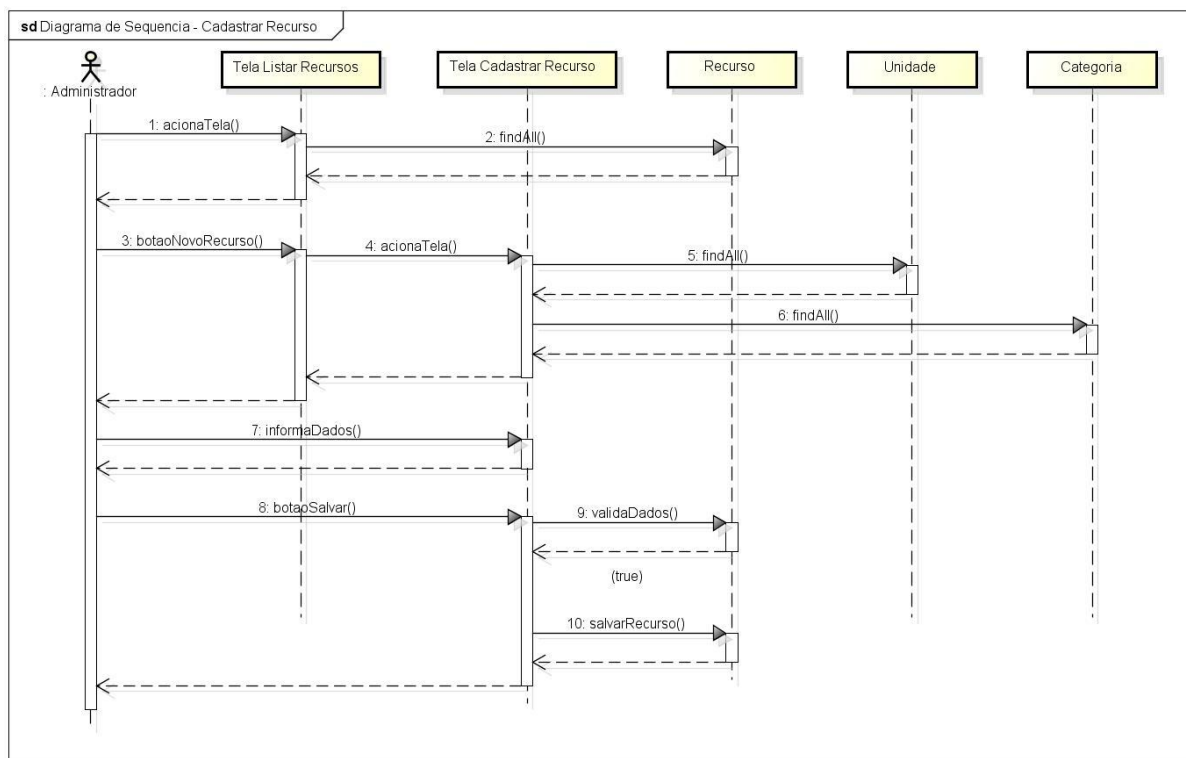 sd Diagrama de Sequencia - Cadastrar Recurso
: Administrador
Tela Listar Recursos
Tela Cadastrar Recurso
Recurso
Unidade
Categoria
1: acionaTela()
2: findAll()
3: botaoNovoRecurso()
4: acionaTela()
5: findAll()
6: findAll()
7: informaDados()
8: botaoSalvar()
9: validaDados()
(true)
10: salvarRecurso()